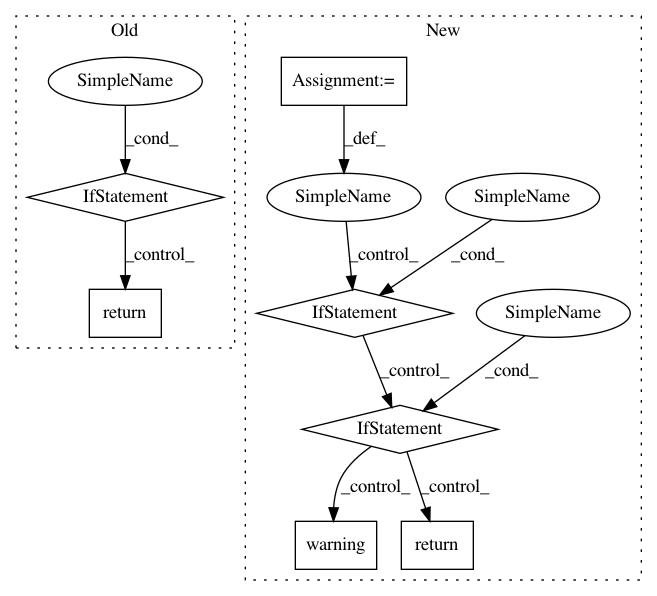 Old
New
SimpleName
Assignment:=
_cond_
_def_
IfStatement
SimpleName
SimpleName
_control_
_control_
_cond_
return
IfStatement
SimpleName
_control_
_cond_
IfStatement
_control_
_control_
warning
return